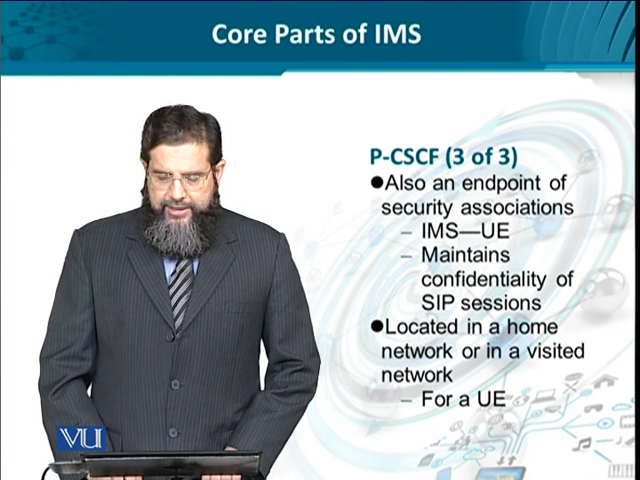 Core Parts of IMS
P-CSCF (3 of 3)
●Also an endpoint of
security associations
– IMS—UE
– Maintains
confidentiality of
SIP sessions
●Located in a home
network or in a visited
network
– For a UE
VU